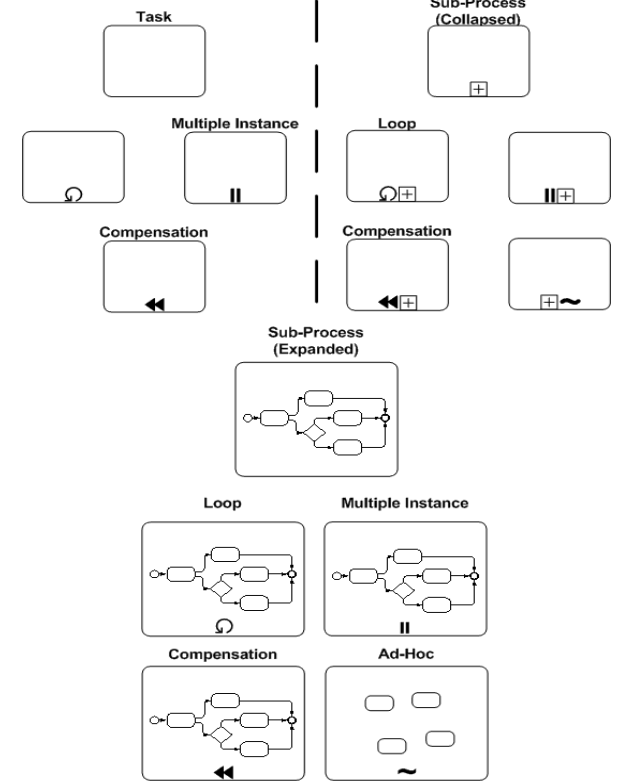 Task
Sub-Process
(Collapsed)
Multiple Instance
Loop
Compensation
Compensation
Sub-Process
(Expanded)
Loop
Multiple Instance
Compensation
Ad-Hoc